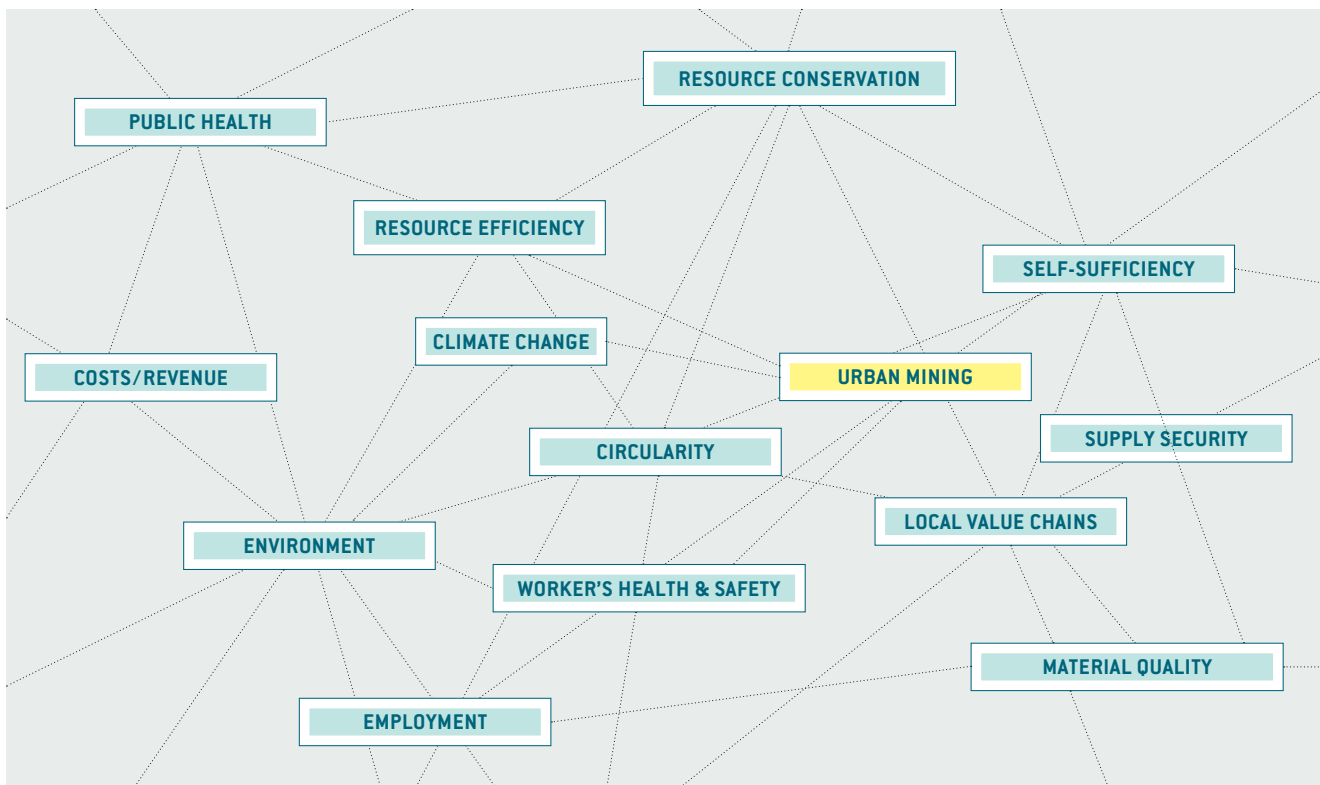 RESOURCE CONSERVATION
PUBLIC HEALTH
RESOURCE EFFICIENCY
SELF-SUFFICIENCY
CLIMATE CHANGE
COSTS/REVENUE
URBAN MINING
SUPPLY SECURITY
CIRCULARITY
LOCAL VALUE CHAINS
ENVIRONMENT
WORKER'S HEALTH & SAFETY
MATERIAL QUALITY
EMPLOYMENT